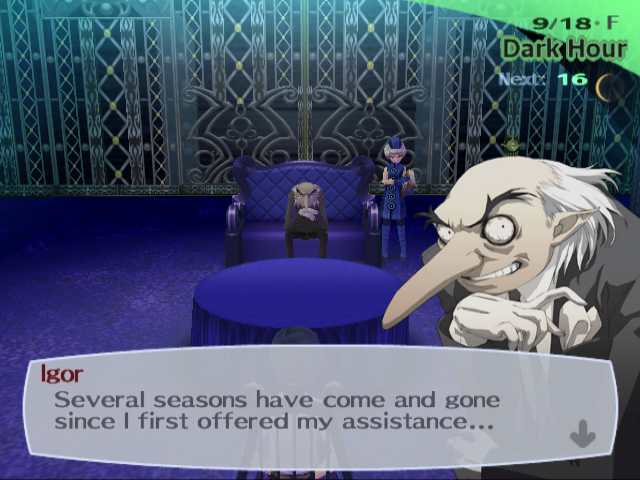 9/18・F
Dark Hour
Next: 16
Igor
Several seasons have come and gone
since I first offered my assistance...